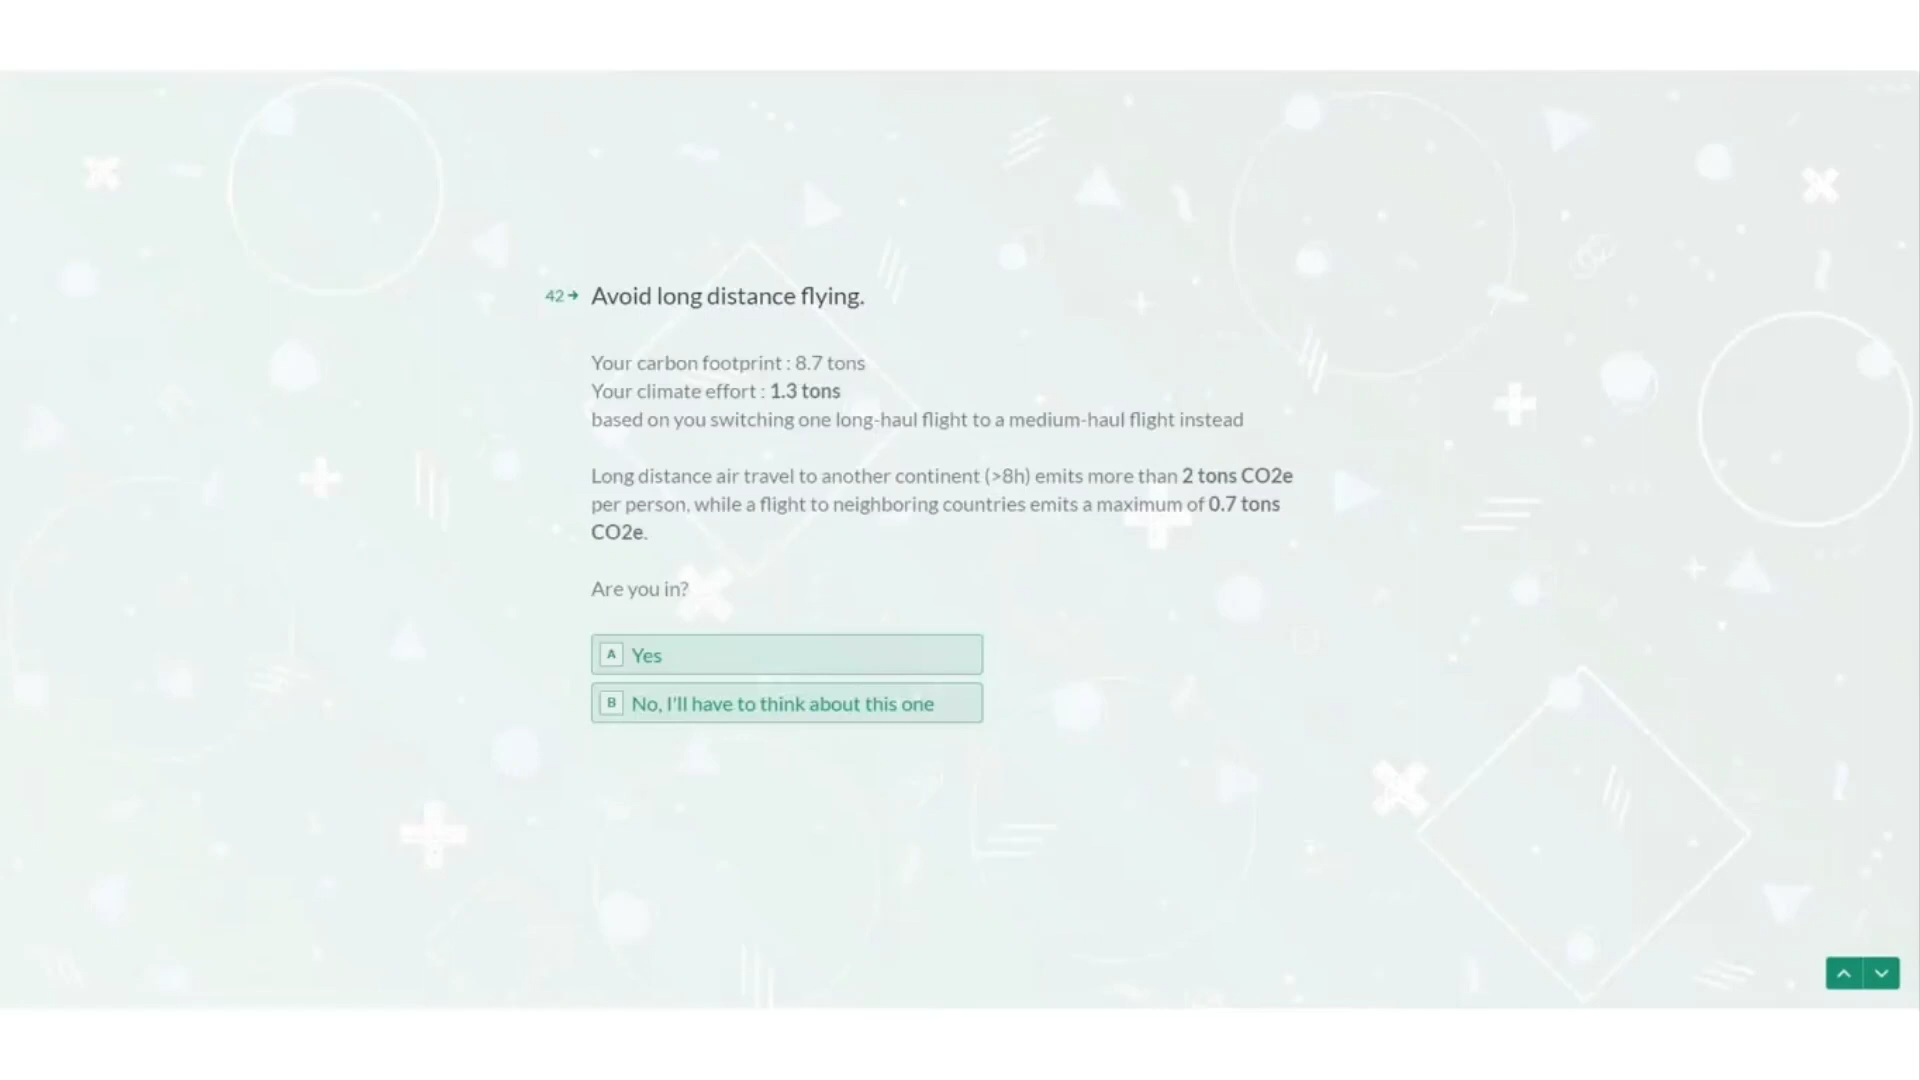 42→ Avoid long distance flying.
Your carbon footprint : 8.7 tons
Your climate effort : 1.3 tons
based on you switching one long-haul flight to a medium-haul flight instead
Long distance air travel to another continent (>8h) emits more than 2 tons CO2e
per person, while a flight to neighboring countries emits a maximum of 0.7 tons
CO2e.
Are you in?
A Yes
B No, I'll have to think about this one